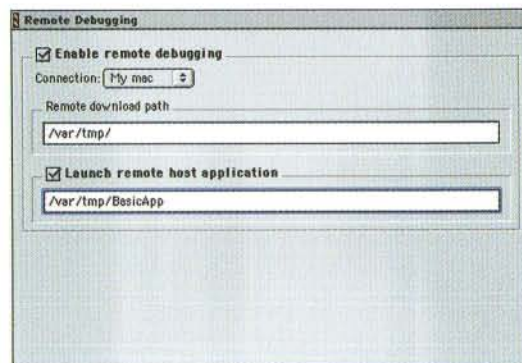 Remote Debugging
Enable remote debugging
Connection: My mac
Remote download path
/var/tmp/
Launch remote host application
/var/tmp/BasicApp